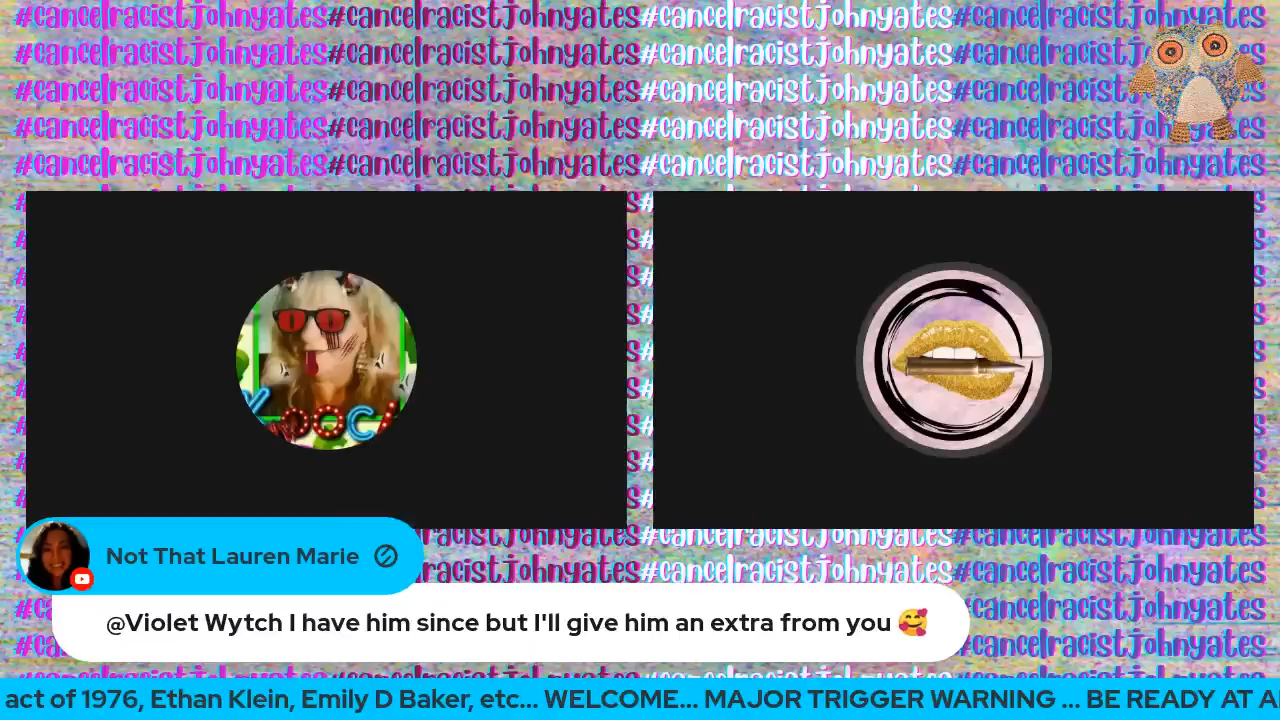 #cancelracistjohnyates#cancelracistjohnyates#cancelracistjohnyates#cancelracistjohnyates
#cancelracistjohnyates#cancelracistjohnyates#cancelracistjohnyates#cancelracistjohnyates
#cancelracistjohnyates#cancelracistjohnyates#cancelracistjohnyates#cancelracistjohnyates
#cancelracistjohnyates#cancelracistjohnyates#cancelracistjohnyates#cancelracistjohnyates
#cancelracistjohnyates#cancelracistjohnyates#cancelracistjohnyates#cancelracistjohnyates
Not That Lauren Marie
@Violet Wytch I have him since but I'll give him an extra from you 🥰
act of 1976, Ethan Klein, Emily D Baker, etc... WELCOME... MAJOR TRIGGER WARNING ... BE READY AT A